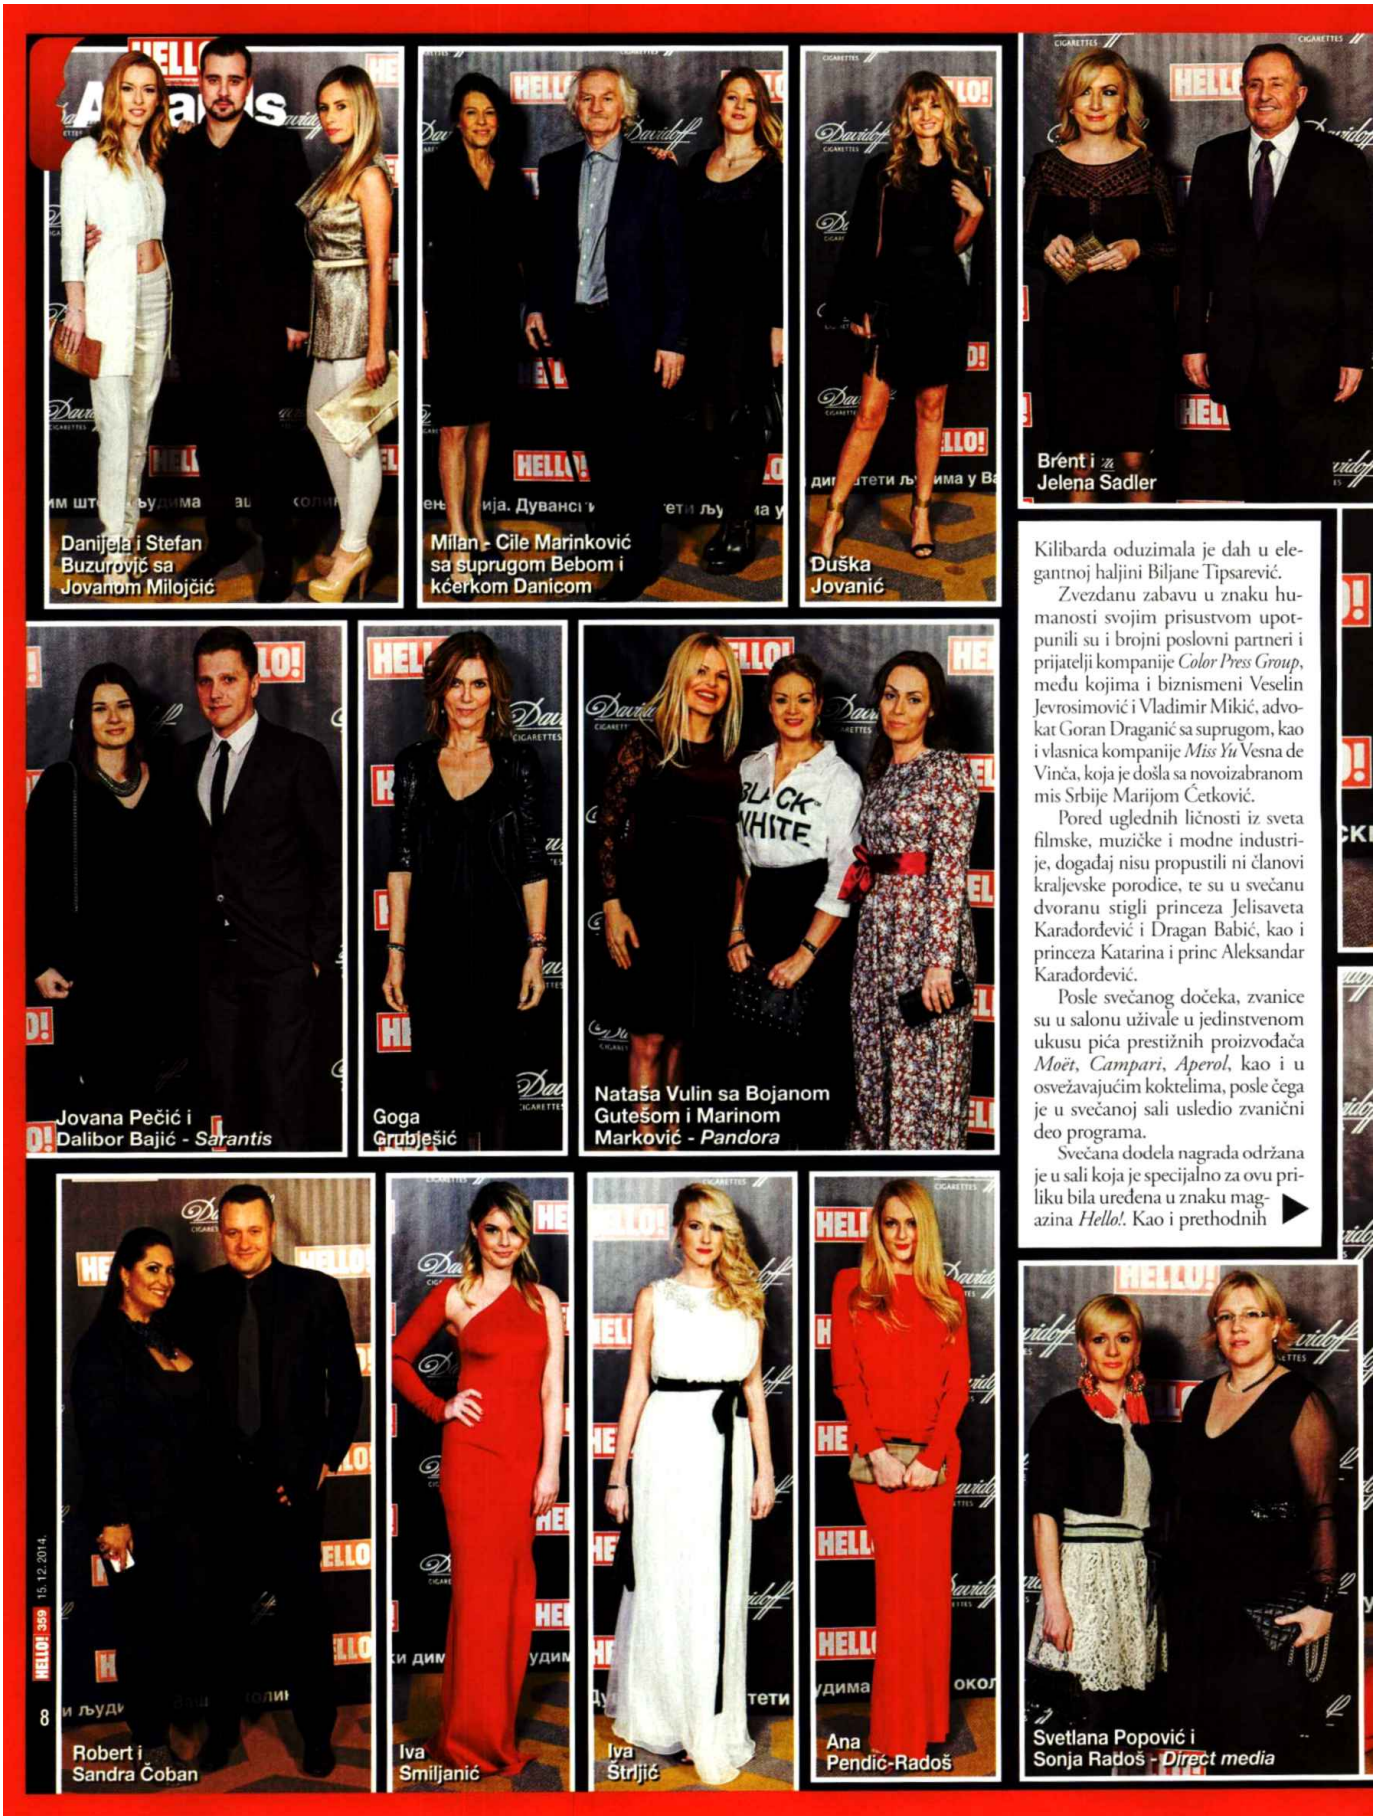 HELLO!
Awards
Danijela i Stefan
Buzurović sa
Jovanom Milojčić
Milan - Cile Marinković
sa suprugom Bebom i
kćerkom Danicom
Duška
Jovanić
Brent i
Jelena Sadler
Kilibarda oduzimala je dah u ele-
gantnoj haljini Biljane Tipsarević.
Zvezdanu zabavu u znaku hu-
manosti svojim prisustvom upot-
punili su i brojni poslovni partneri i
prijatelji kompanije Color Press Group,
među kojima i biznismeni Veselin
Jevrosimović i Vladimir Mikić, advo-
kat Goran Draganić sa suprugom, kao
i vlasnica kompanije Miss Yu Vesna de
Vinča, koja je došla sa novoizabranom
mis Srbije Marijom Ćetković.
Pored uglednih ličnosti iz sveta
filmske, muzičke i modne industri-
je, događaj nisu propustili ni članovi
kraljevske porodice, te su u svečanu
dvoranu stigli princeza Jelisaveta
Karađorđević i Dragan Babić, kao i
princeza Katarina i princ Aleksandar
Karađorđević.
Posle svečanog dočeka, zvanice
su u salonu uživale u jedinstvenom
ukusu pića prestižnih proizvođača
Moët, Campari, Aperol, kao i u
osvežavajućim koktelima, posle čega
je u svečanoj sali usledio zvanični
deo programa.
Svečana dodela nagrada održana
je u sali koja je specijalno za ovu pri-
liku bila uređena u znaku mag-
azina Hello!. Kao i prethodnih
Jovana Pečić i
Dalibor Bajić - Sarantis
Goga
Grubješić
BLACK
WHITE
Nataša Vulin sa Bojanom
Gutešom i Marinom
Marković - Pandora
Robert i
Sandra Čoban
Iva
Smiljanić
Iva
Štrljić
Ana
Pendić-Radoš
Svetlana Popović i
Sonja Radoš - Direct media
HELLO! 359 15.12.2014.
8